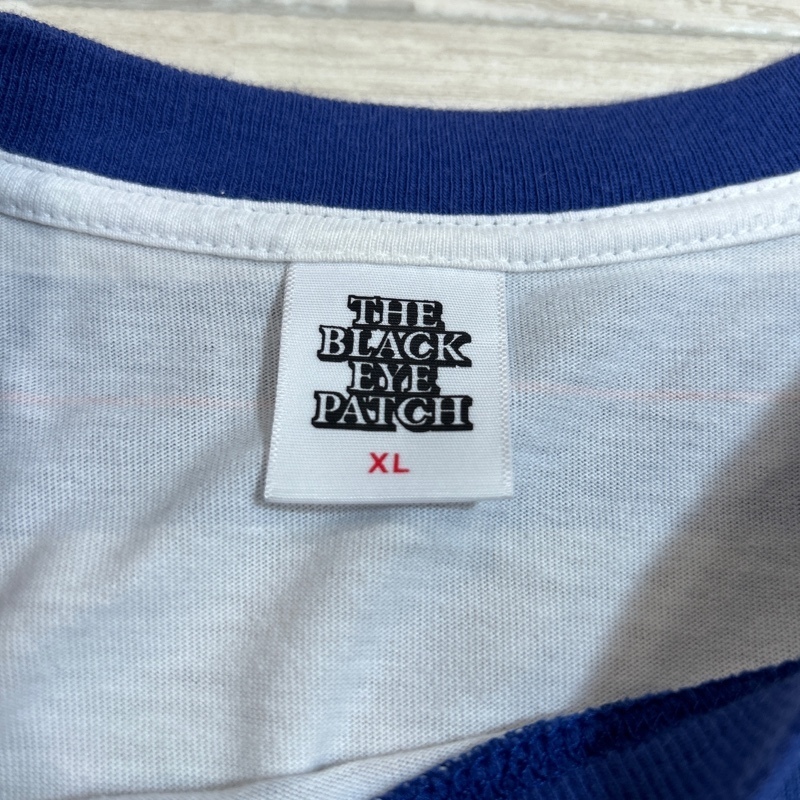 THE
BLACK
EYE
PATCH
XL